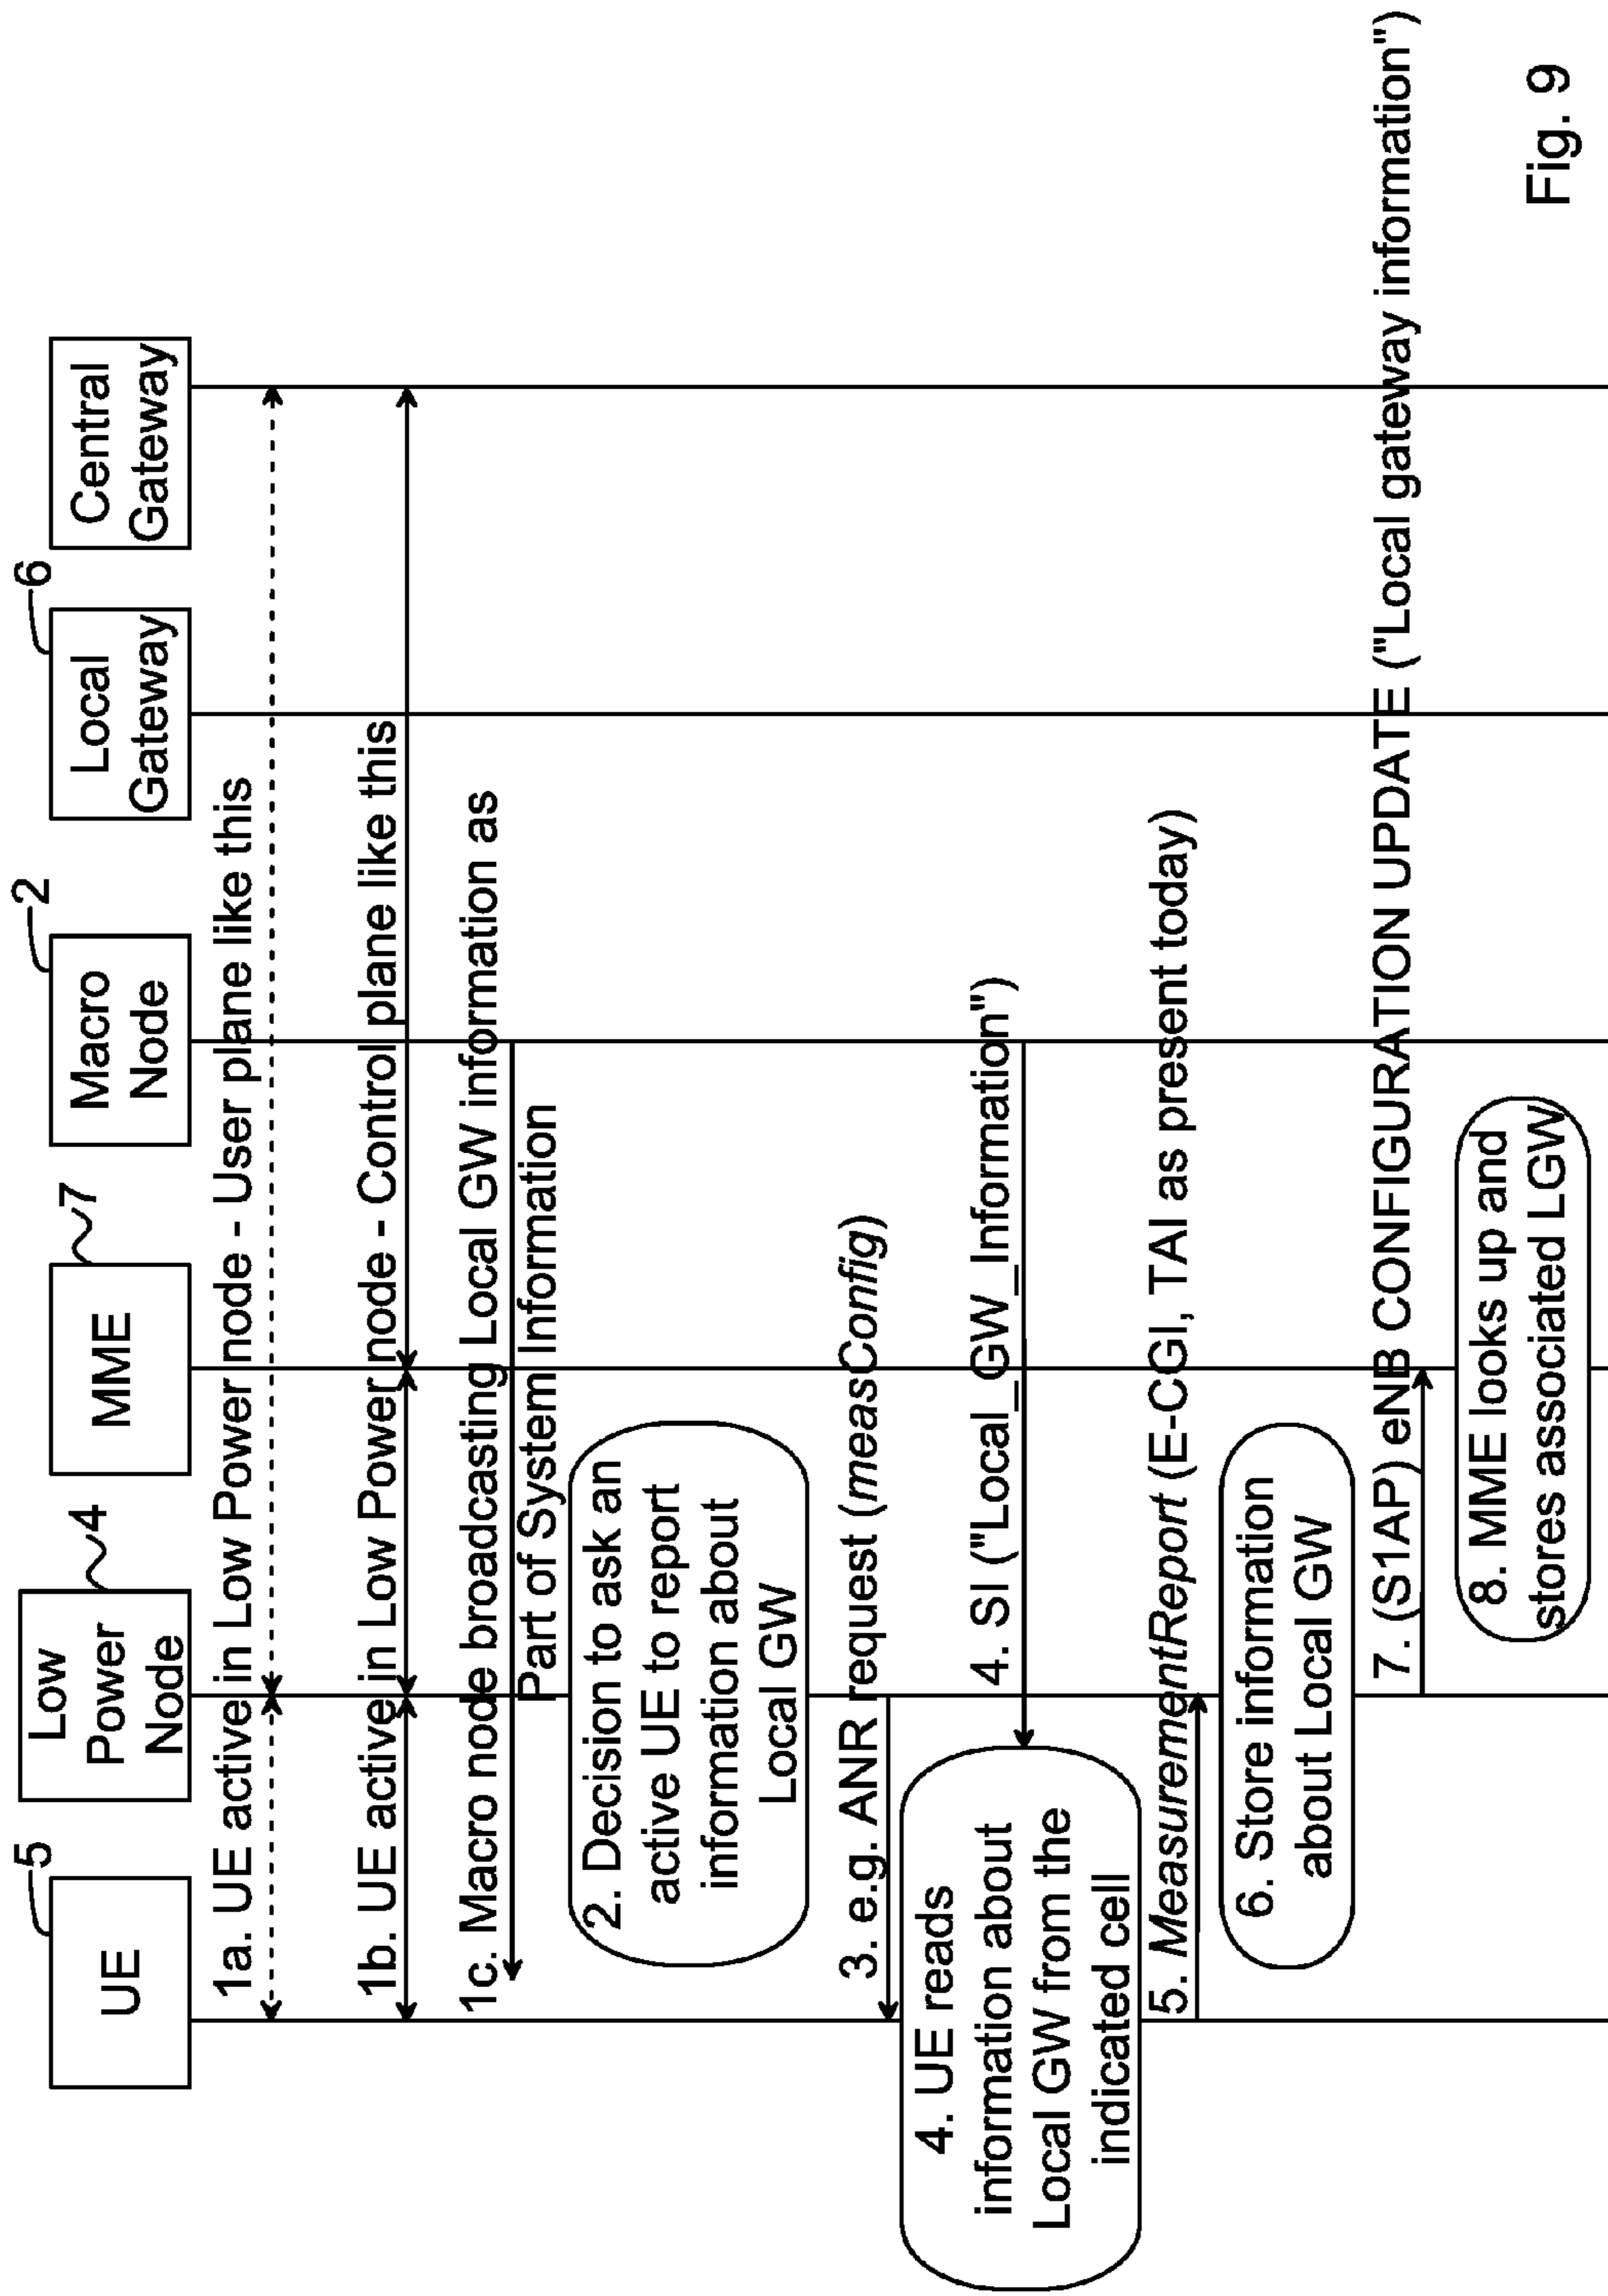 UE
5
Low
Power
Node
4
MME
7
Macro
Node
2
Local
Gateway
6
Central
Gateway
1a. UE active in Low Power node - User plane like this
1b. UE active in Low Power node - Control plane like this
1c. Macro node broadcasting Local GW information as
Part of System Information
2. Decision to ask an
active UE to report
information about
Local GW
3. e.g. ANR request (measConfig)
4. UE reads
information about
Local GW from the
indicated cell
4. SI ("Local_GW_Information")
5. MeasurementReport (E-CGI, TAI as present today)
6. Store information
about Local GW
7. (S1AP) eNB CONFIGURATION UPDATE ("Local gateway information")
8. MME looks up and
stores associated LGW
Fig. 9